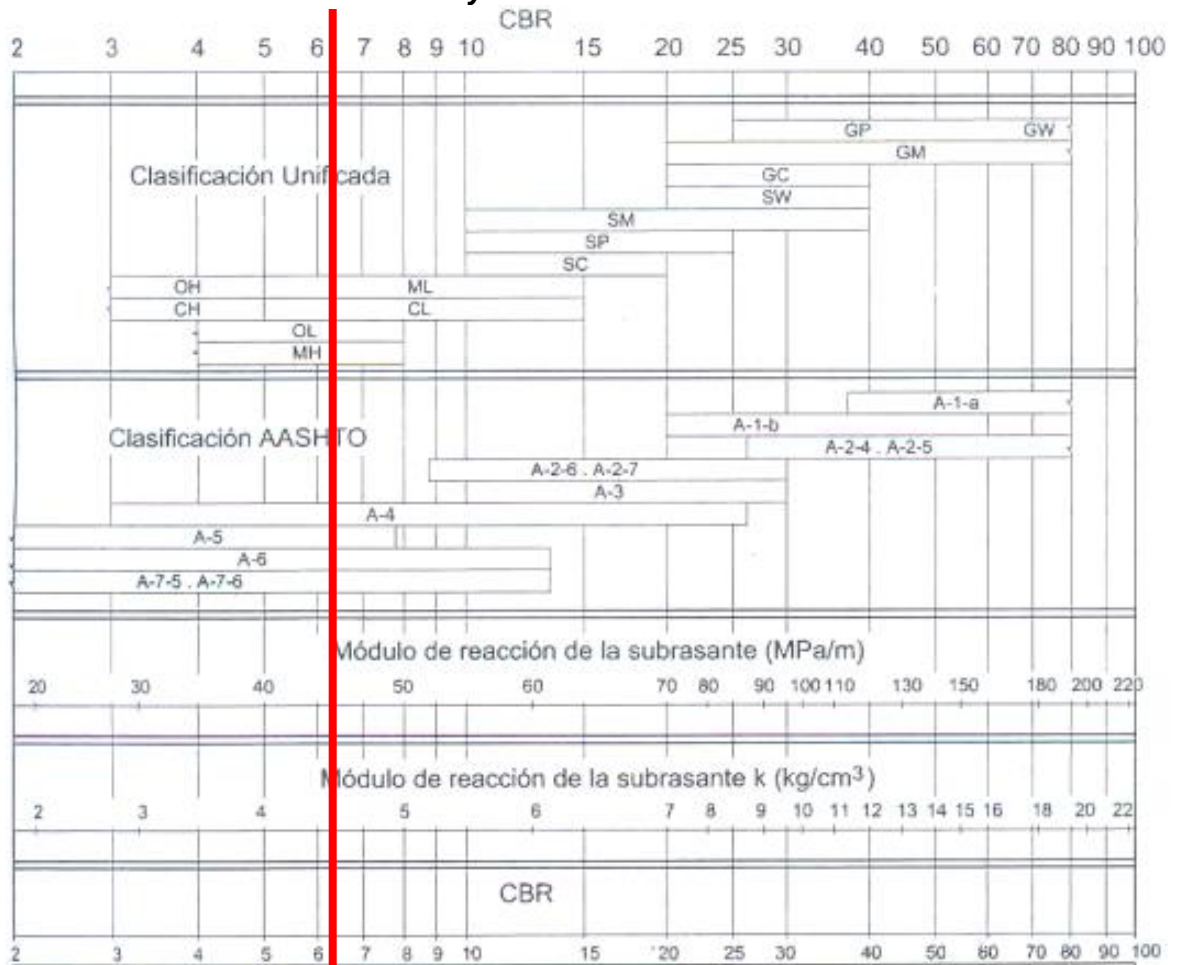 CBR
2 3 4 5 6 7 8 9 10 15 20 25 30 40 50 60 70 80 90 100
GP GW
GM
Clasificación Unificada
GC
SW
SM
SP
SC
OH ML
CH CL
OL
MH
A-1-a
A-1-b
Clasificación AASHTO
A-2-4 . A-2-5
A-2-6 . A-2-7
A-3
A-4
A-5
A-6
A-7-5 . A-7-6
Módulo de reacción de la subrasante (MPa/m)
20 30 40 50 60 70 80 90 100 110 130 150 180 200 220
Módulo de reacción de la subrasante k (kg/cm³)
2 3 4 5 6 7 8 9 10 11 12 13 14 15 16 18 20 22
CBR
2 3 4 5 6 7 8 9 10 15 20 25 30 40 50 60 70 80 90 100